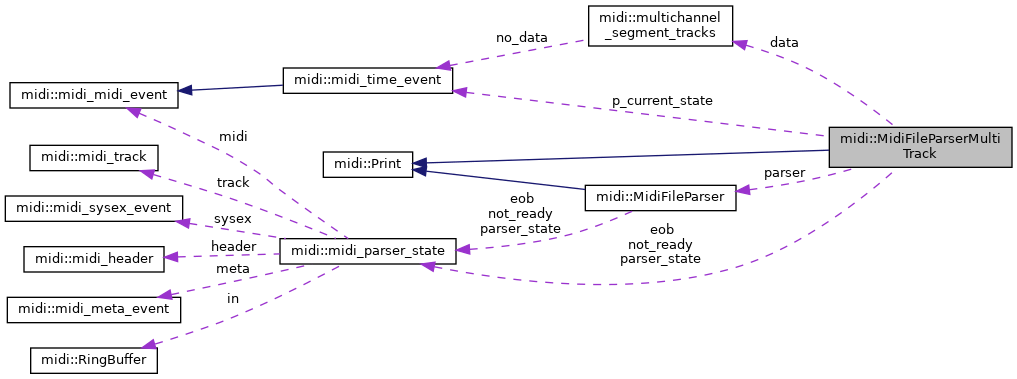 midi::multichannel
_segment_tracks
no_data
data
midi::midi_time_event
midi::midi_midi_event
p_current_state
midi
midi::MidiFileParserMulti
Track
midi::midi_track
midi::Print
parser
track
midi::MidiFileParser
eob
not_ready
parser_state
midi::midi_sysex_event
sysex
eob
not_ready
parser_state
header
midi::midi_parser_state
midi::midi_header
meta
in
midi::midi_meta_event
midi::RingBuffer